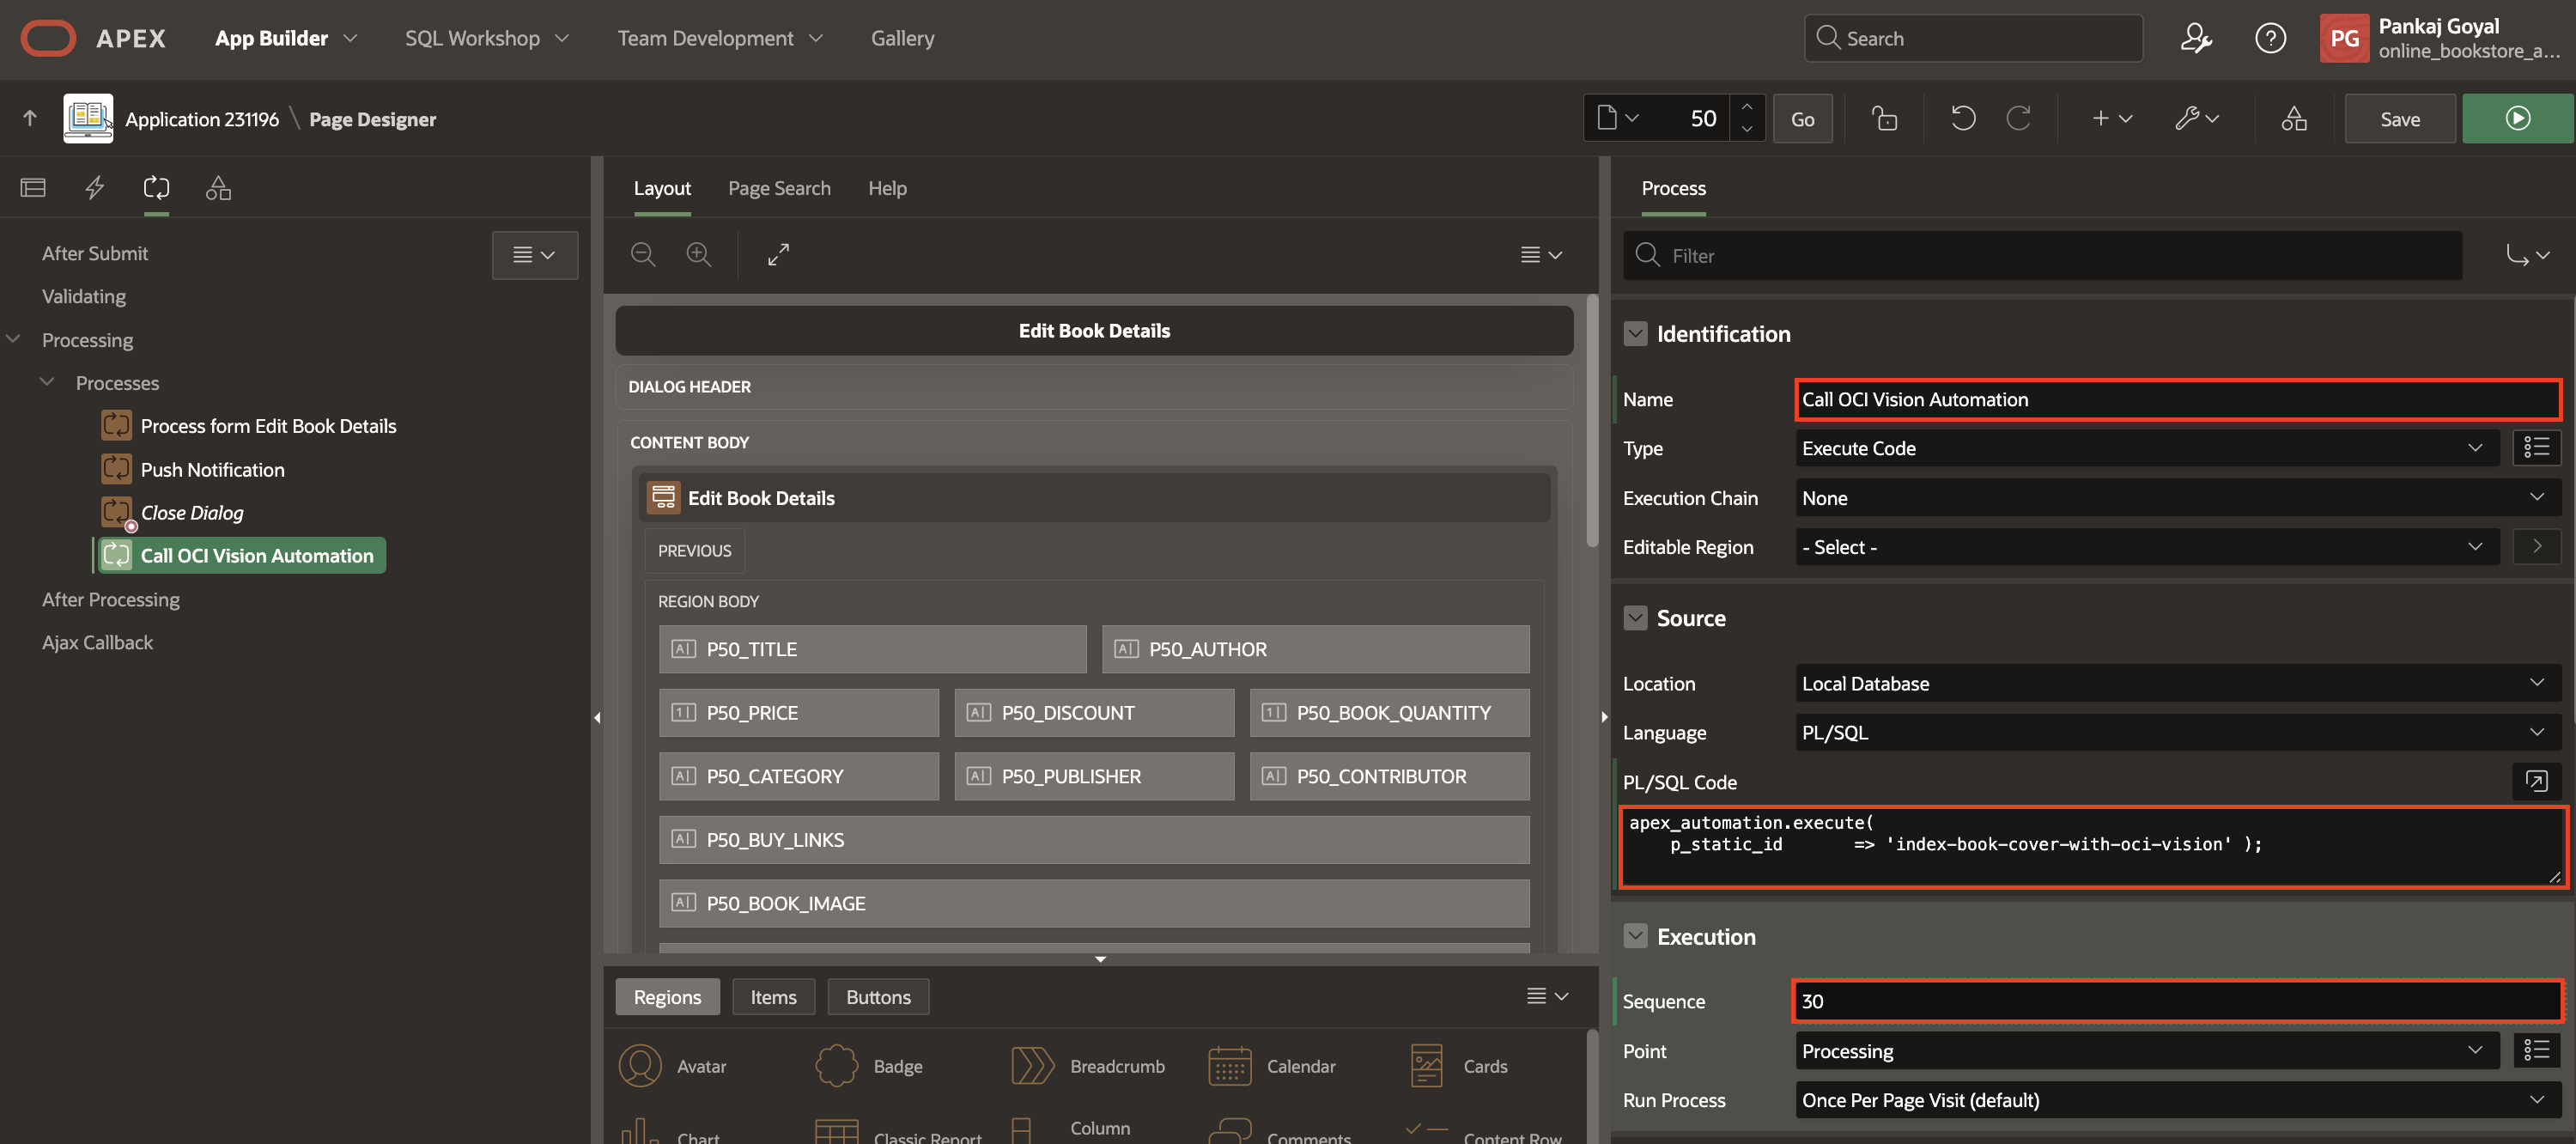 APEX App Builder SQL Workshop Team Development Gallery Search PG Pankaj Goyal
online_bookstore_a...
Application 231196 \ Page Designer 50 Go Save
After Submit
Validating
Processing
Processes
Process form Edit Book Details
Push Notification
Close Dialog
Call OCI Vision Automation
After Processing
Ajax Callback
Layout Page Search Help
Edit Book Details
DIALOG HEADER
CONTENT BODY
Edit Book Details
PREVIOUS
REGION BODY
P50_TITLE P50_AUTHOR
P50_PRICE P50_DISCOUNT P50_BOOK_QUANTITY
P50_CATEGORY P50_PUBLISHER P50_CONTRIBUTOR
P50_BUY_LINKS
P50_BOOK_IMAGE
Regions Items Buttons
Avatar Badge Breadcrumb Calendar Cards
Chart Classic Report Column Comments Content Row
Process
Filter
Identification
Name Call OCI Vision Automation
Type Execute Code
Execution Chain None
Editable Region - Select -
Source
Location Local Database
Language PL/SQL
PL/SQL Code
apex_automation.execute(
p_static_id => 'index-book-cover-with-oci-vision' );
Execution
Sequence 30
Point Processing
Run Process Once Per Page Visit (default)